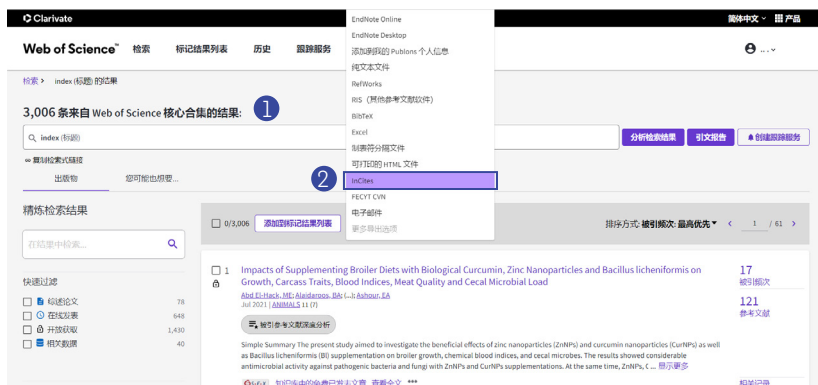 Clarivate
简体中文 产品
Web of Science™ 检索 标记结果列表 历史 跟踪服务
EndNote Online
EndNote Desktop
添加到我的 Publons 个人信息
纯文本文件
RefWorks
RIS（其他参考文献软件）
BibTeX
Excel
制表符分隔文件
可打印的 HTML 文件
InCites
FECYT CVN
电子邮件
更多导出选项
检索 > index (标题) 的结果
3,006 条来自 Web of Science 核心合集的结果:
1
index (标题)
分析检索结果 引文报告 创建跟踪服务
复制检索式链接
出版物 您可能也想要...
2
精炼检索结果
在结果中检索...
0/3,006 添加到标记结果列表
排序方式: 被引频次: 最高优先 < 1 / 61 >
快速过滤
综述论文 78
在线发表 648
开放获取 1,430
相关数据 40
1 Impacts of Supplementing Broiler Diets with Biological Curcumin, Zinc Nanoparticles and Bacillus licheniformis on
Growth, Carcass Traits, Blood Indices, Meat Quality and Cecal Microbial Load
Abd El-Hack, ME; Alaidaroos, BA; (...); Ashour, EA
Jul 2021 | ANIMALS 11 (7)
被引参考文献深度分析
Simple Summary The present study aimed to investigate the beneficial effects of zinc nanoparticles (ZnNPs) and curcumin nanoparticles (CurNPs) as well
as Bacillus licheniformis (Bl) supplementation on broiler growth, chemical blood indices, and cecal microbes. The results showed considerable
antimicrobial activity against pathogenic bacteria and fungi with ZnNPs and CurNPs supplementations. At the same time, ZnNPs, C ... 显示更多
17
被引频次
121
参考文献
相关记录